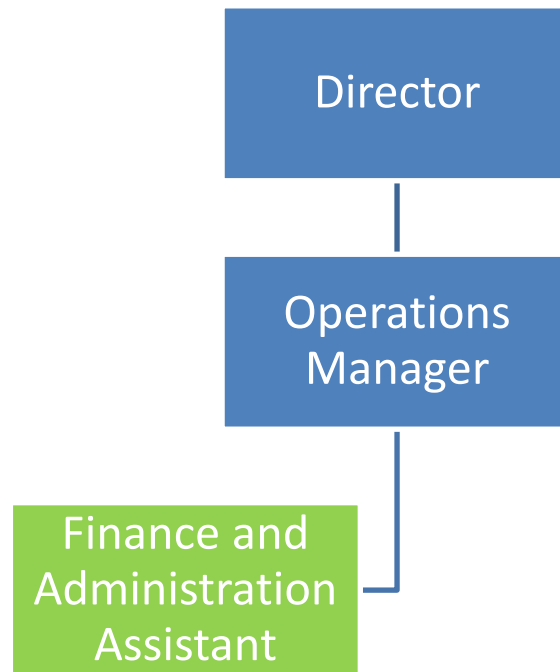 Director
Operations
Manager
Finance and
Administration
Assistant